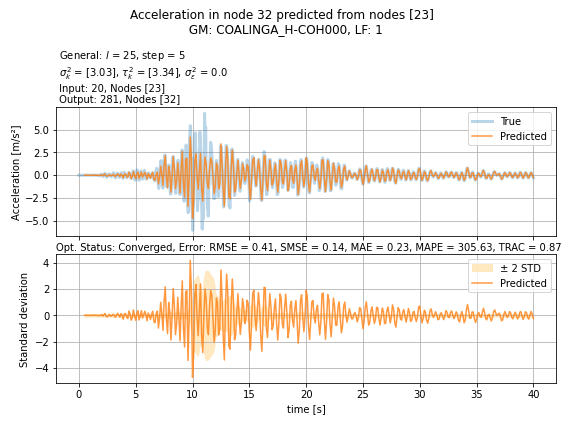 Acceleration in node 32 predicted from nodes [23]
GM: COALINGA_H-COH000, LF: 1
General: l = 25, step = 5
σ²ₖ = [3.03], τ²ₖ = [3.34], σ²ₑ = 0.0
Input: 20, Nodes [23]
Output: 281, Nodes [32]
Acceleration [m/s²]
5.0
2.5
0.0
−2.5
−5.0
True
Predicted
Opt. Status: Converged, Error: RMSE = 0.41, SMSE = 0.14, MAE = 0.23, MAPE = 305.63, TRAC = 0.87
Standard deviation
4
2
0
−2
−4
± 2 STD
Predicted
0 5 10 15 20 25 30 35 40
time [s]